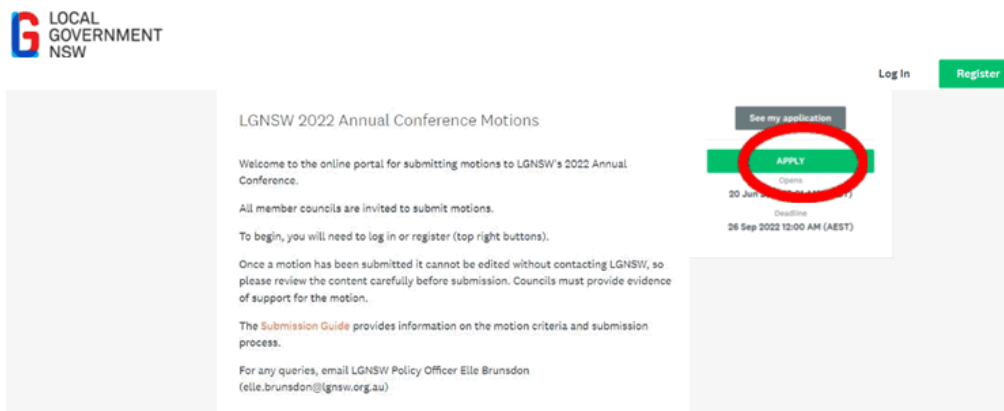 LOCAL
GOVERNMENT
NSW
Log In
Register
LGNSW 2022 Annual Conference Motions
Welcome to the online portal for submitting motions to LGNSW's 2022 Annual
Conference.
All member councils are invited to submit motions.
To begin, you will need to log in or register (top right buttons).
Once a motion has been submitted it cannot be edited without contacting LGNSW, so
please review the content carefully before submission. Councils must provide evidence
of support for the motion.
The Submission Guide provides information on the motion criteria and submission
process.
For any queries, email LGNSW Policy Officer Elle Brunsdon
(elle.brunsdon@lgnsw.org.au)
See my application
APPLY
Opens
20 Jun
Deadline
26 Sep 2022 12:00 AM (AEST)